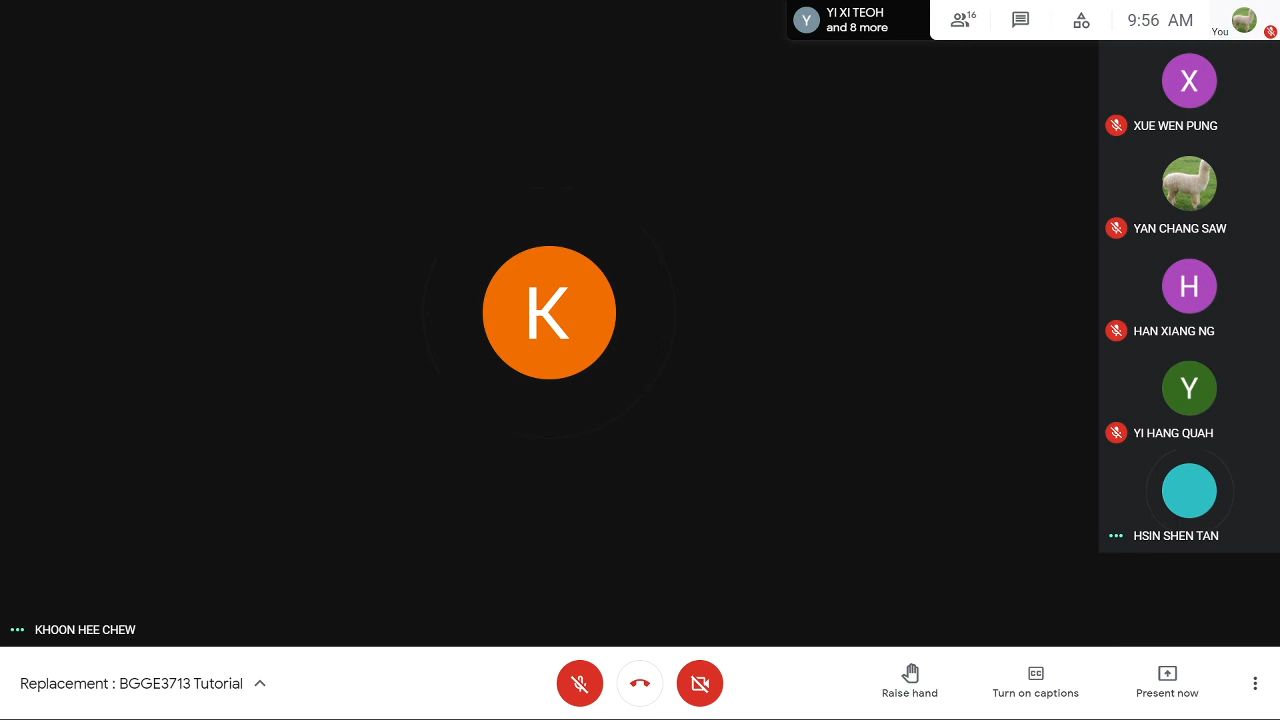 Y
YI XI TEOH
and 8 more
16
9:56 AM
You
X
XUE WEN PUNG
YAN CHANG SAW
H
HAN XIANG NG
Y
YI HANG QUAH
HSIN SHEN TAN
K
KHOON HEE CHEW
Replacement : BGGE3713 Tutorial
Raise hand
CC
Turn on captions
Present now